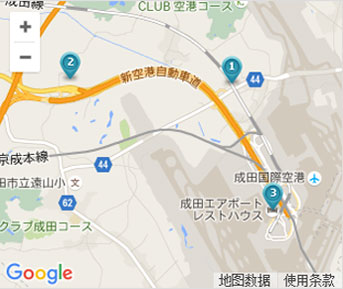 成田線
CLUB 空港コース
+
−
2
1
44
新空港自動車道
京成本線
44
田市立遠山小
文
成田国際空港
3
62
成田エアポート
レストハウス
クラブ成田コース
Google
地图数据
使用条款